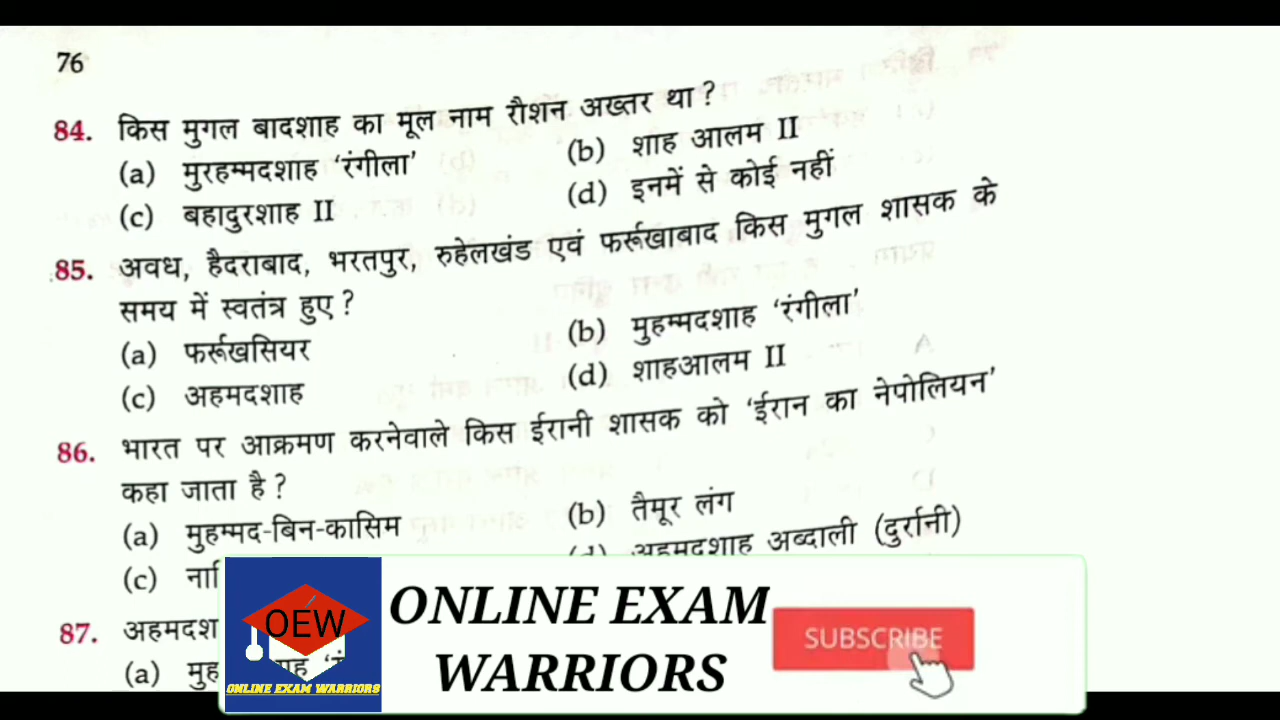 76
84. किस मुगल बादशाह का मूल नाम रौशन अख्तर था ?
(a) मुरहम्मदशाह ‘रंगीला’ (b) शाह आलम II
(c) बहादुरशाह II (d) इनमें से कोई नहीं
85. अवध, हैदराबाद, भरतपुर, रुहेलखंड एवं फर्रूखाबाद किस मुगल शासक के
समय में स्वतंत्र हुए ?
(a) फर्रूखसियर (b) मुहम्मदशाह ‘रंगीला’
(c) अहमदशाह (d) शाहआलम II
86. भारत पर आक्रमण करनेवाले किस ईरानी शासक को ‘ईरान का नेपोलियन’
कहा जाता है ?
(a) मुहम्मद-बिन-कासिम (b) तैमूर लंग
(c) (d) अहमदशाह अब्दाली (दुर्रानी)
87.
(a)
OEW
ONLINE EXAM WARRIORS
ONLINE EXAM
WARRIORS
SUBSCRIBE